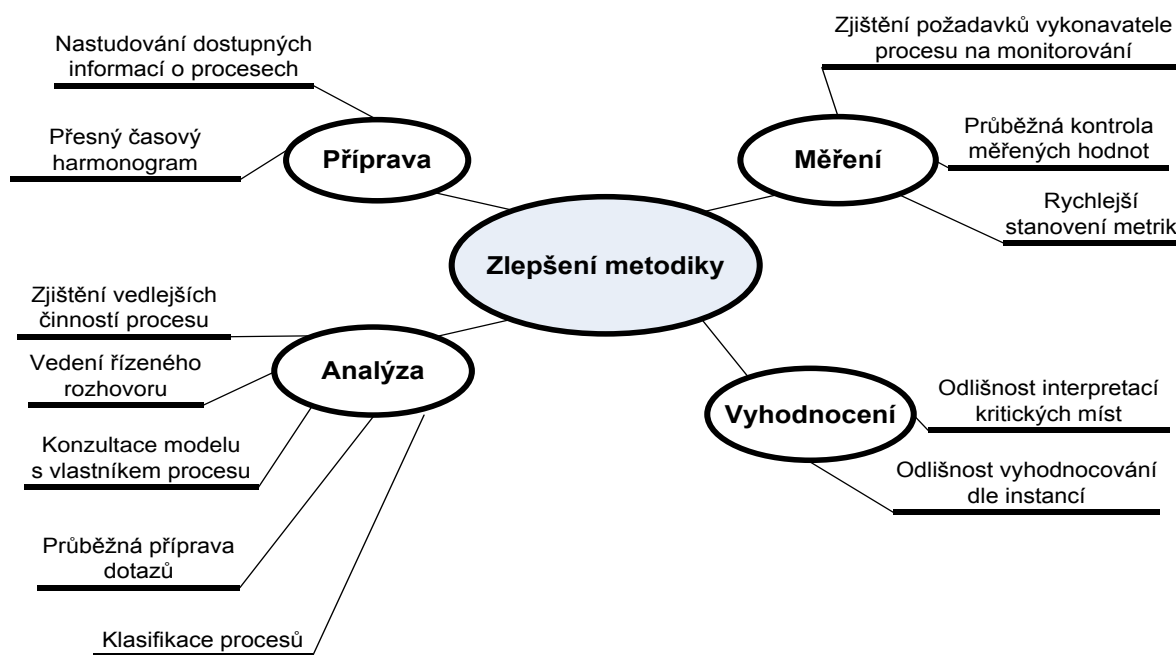 Nastudování dostupných
informací o procesech
Přesný časový
harmonogram
Příprava
Zjištění požadavků vykonavatele
procesu na monitorování
Průběžná kontrola
měřených hodnot
Rychlejší
stanovení metrik
Měření
Zlepšení metodiky
Zjištění vedlejších
činností procesu
Vedení řízeného
rozhovoru
Konzultace modelu
s vlastníkem procesu
Průběžná příprava
dotazů
Klasifikace procesů
Analýza
Vyhodnocení
Odlišnost interpretací
kritických míst
Odlišnost vyhodnocování
dle instancí